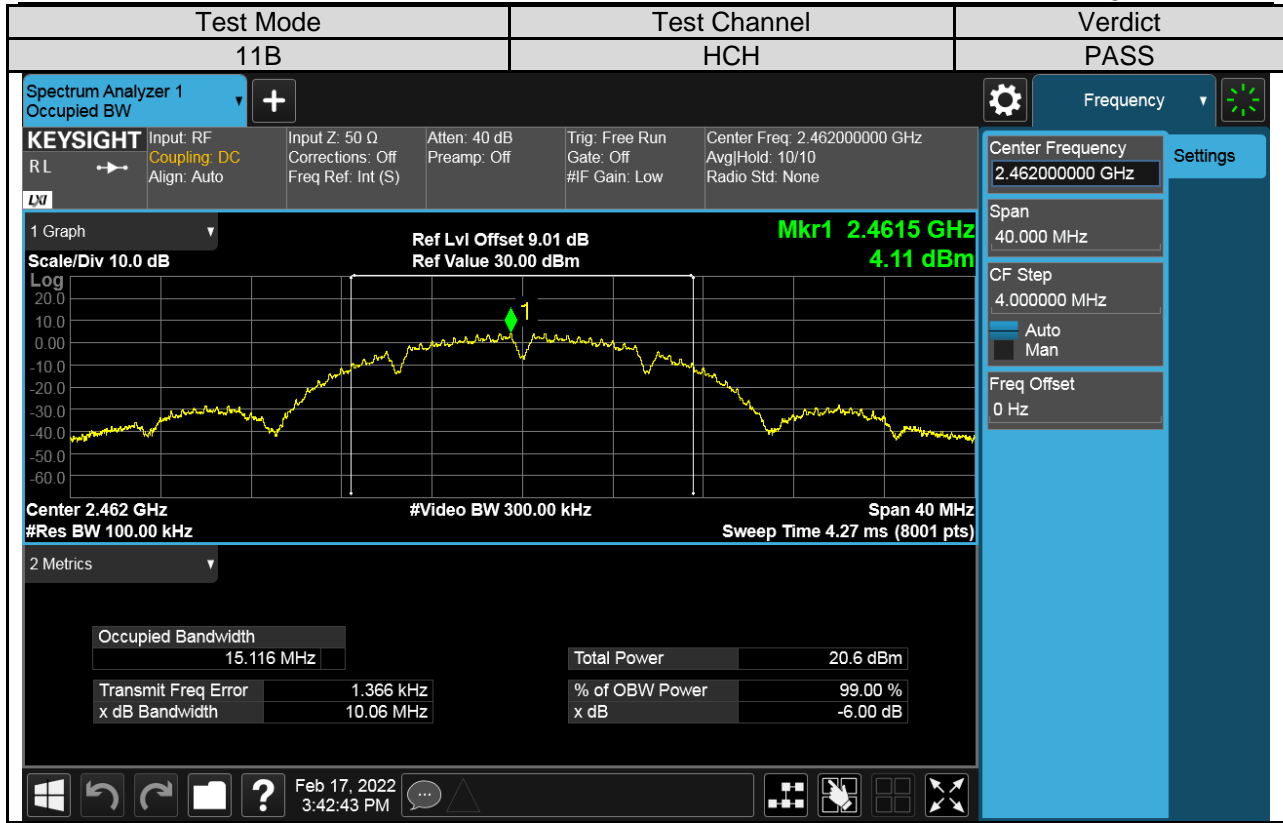 Test Mode Test Channel Verdict
11B HCH PASS
Spectrum Analyzer 1
Occupied BW
+
Frequency
KEYSIGHT Input: RF Input Z: 50 Ω Atten: 40 dB Trig: Free Run Center Freq: 2.462000000 GHz
RL Coupling: DC Corrections: Off Preamp: Off Gate: Off Avg|Hold: 10/10
Align: Auto Freq Ref: Int (S) #IF Gain: Low Radio Std: None
LXI
Center Frequency
2.462000000 GHz
Settings
Span
40.000 MHz
CF Step
4.000000 MHz
Auto
Man
Freq Offset
0 Hz
1 Graph Ref Lvl Offset 9.01 dB Mkr1 2.4615 GHz
Scale/Div 10.0 dB Ref Value 30.00 dBm 4.11 dBm
Log
20.0
10.0
0.00
-10.0
-20.0
-30.0
-40.0
-50.0
-60.0
1
Center 2.462 GHz #Video BW 300.00 kHz Span 40 MHz
#Res BW 100.00 kHz Sweep Time 4.27 ms (8001 pts)
2 Metrics
Occupied Bandwidth
15.116 MHz Total Power 20.6 dBm
Transmit Freq Error 1.366 kHz % of OBW Power 99.00 %
x dB Bandwidth 10.06 MHz x dB -6.00 dB
? Feb 17, 2022
3:42:43 PM